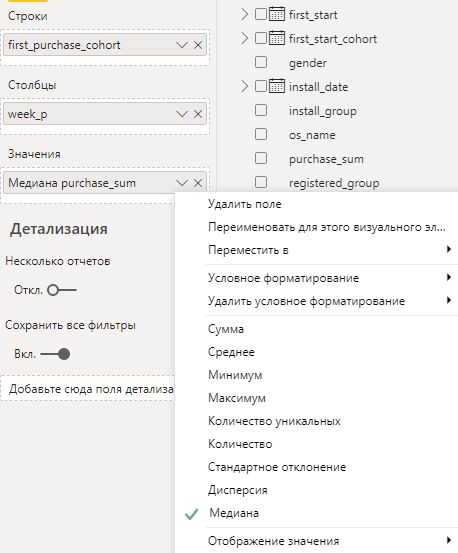 Строки
first_purchase_cohort
Столбцы
week_p
Значения
Медиана purchase_sum
Детализация
Несколько отчетов
Откл.
Сохранить все фильтры
Вкл.
Добавьте сюда поля детализа
first_start
first_start_cohort
gender
install_date
install_group
os_name
purchase_sum
registered_group
Удалить поле
Переименовать для этого визуального эл...
Переместить в
Условное форматирование
Удалить условное форматирование
Сумма
Среднее
Минимум
Максимум
Количество уникальных
Количество
Стандартное отклонение
Дисперсия
Медиана
Отображение значения